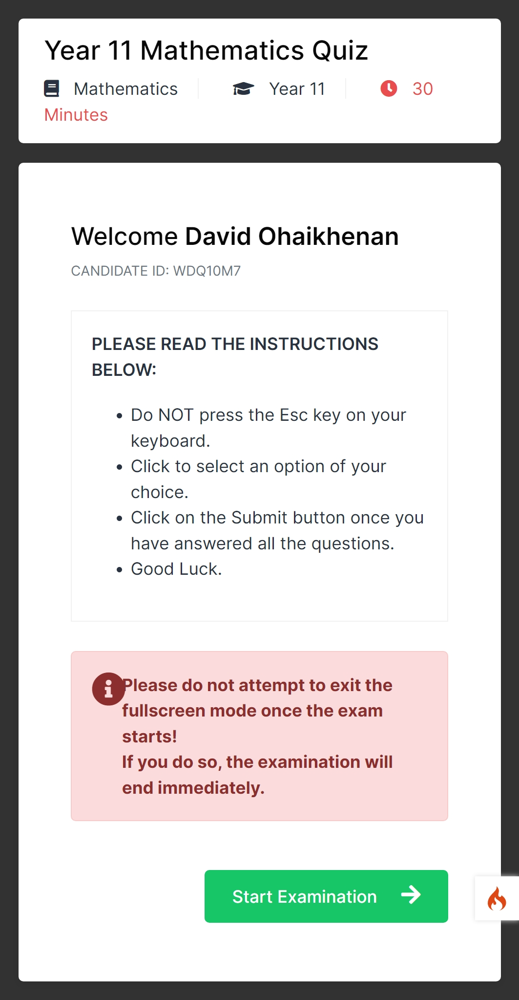 Year 11 Mathematics Quiz
Mathematics Year 11 30
Minutes
Welcome David Ohaikhenan
CANDIDATE ID: WDQ10M7
PLEASE READ THE INSTRUCTIONS
BELOW:
• Do NOT press the Esc key on your
keyboard.
• Click to select an option of your
choice.
• Click on the Submit button once you
have answered all the questions.
• Good Luck.
Please do not attempt to exit the
fullscreen mode once the exam
starts!
If you do so, the examination will
end immediately.
Start Examination